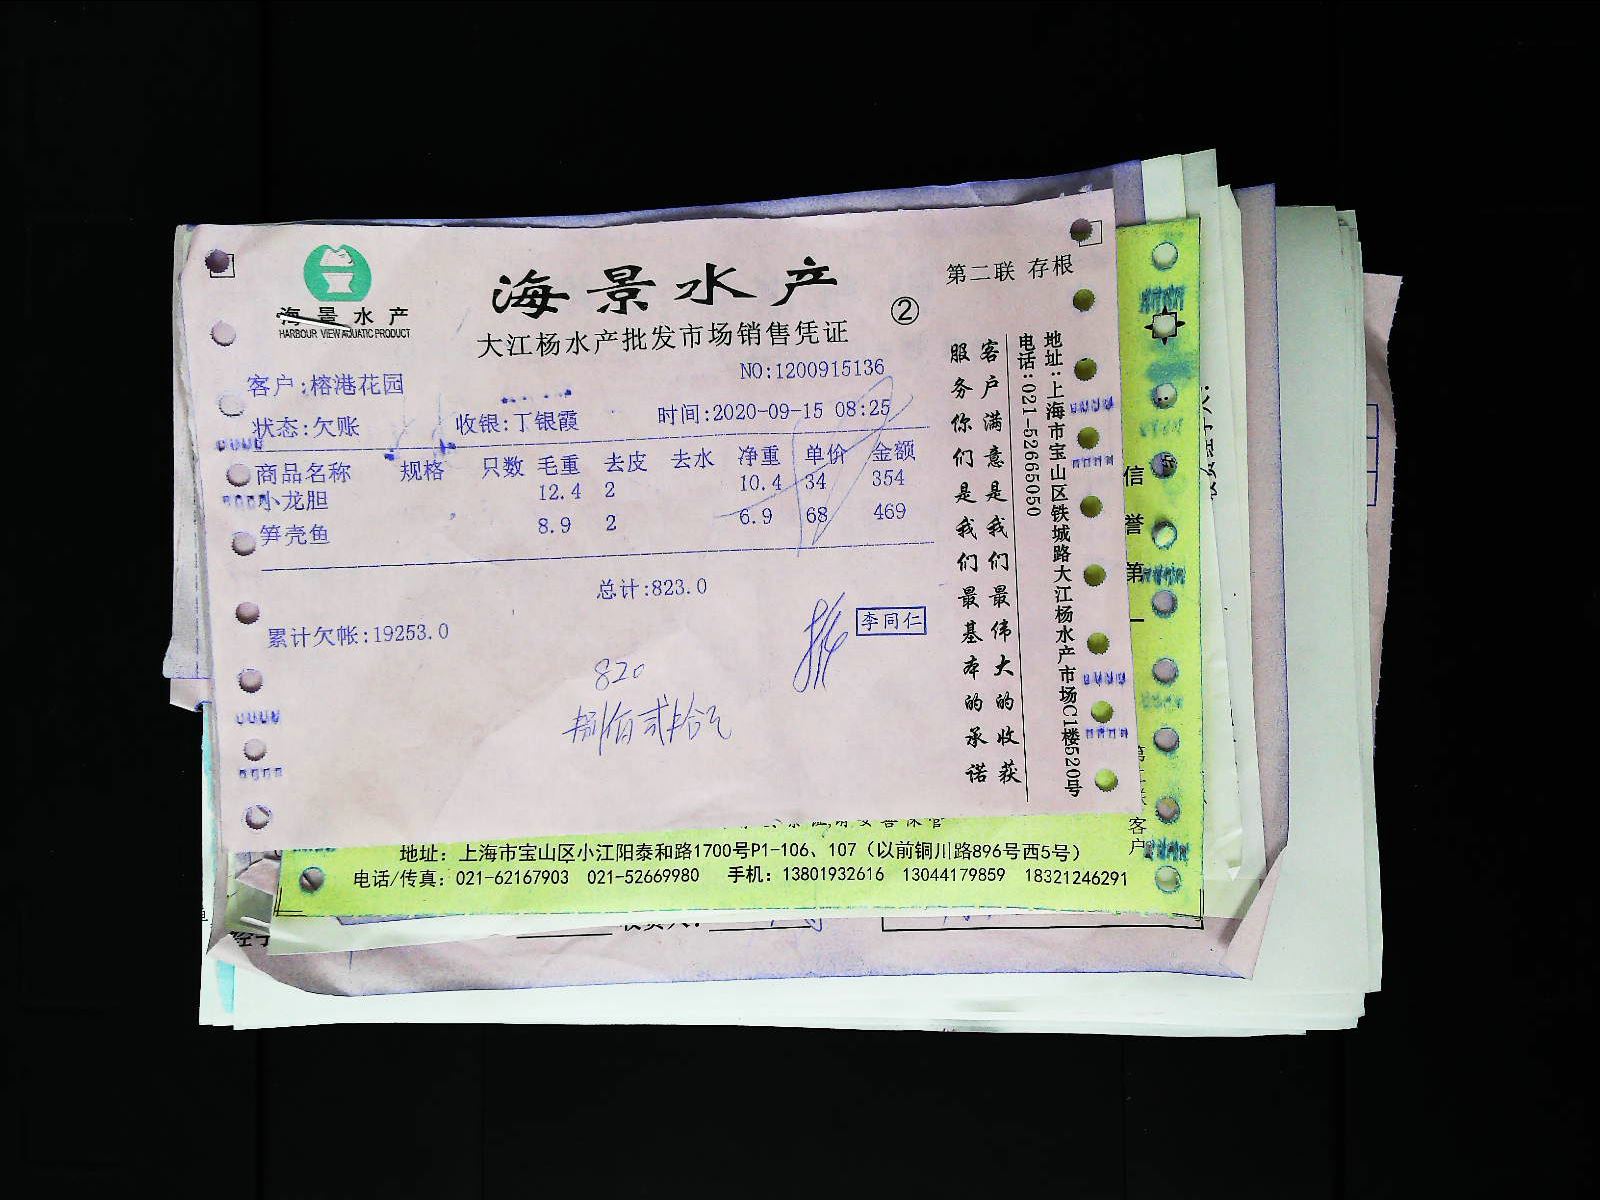 海景水产
HARBOUR VIEW AQUATIC PRODUCT
海景水产
大江杨水产批发市场销售凭证
②
第二联 存根
NO:1200915136
客户:榕港花园
状态:欠账 收银:丁银霞 时间:2020-09-15 08:25
商品名称 规格 只数 毛重 去皮 去水 净重 单价 金额
小龙胆 12.4 2 10.4 34 354
笋壳鱼 8.9 2 6.9 68 469
总计:823.0
累计欠帐:19253.0
李同仁
820
捌佰贰拾元
客户满意是我们最伟大的收获
服务你们是我们最基本的承诺
地址:上海市宝山区铁城路大江杨水产市场C1楼520号
电话:021-52665050
信誉第一
客户
地址：上海市宝山区小江阳泰和路1700号P1-106、107（以前铜川路896号西5号）
电话/传真：021-62167903 021-52669980 手机：13801932616 13044179859 18321246291